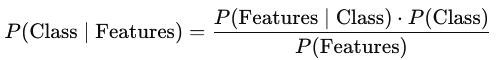 P(Class | Features) = P(Features | Class) · P(Class) / P(Features)